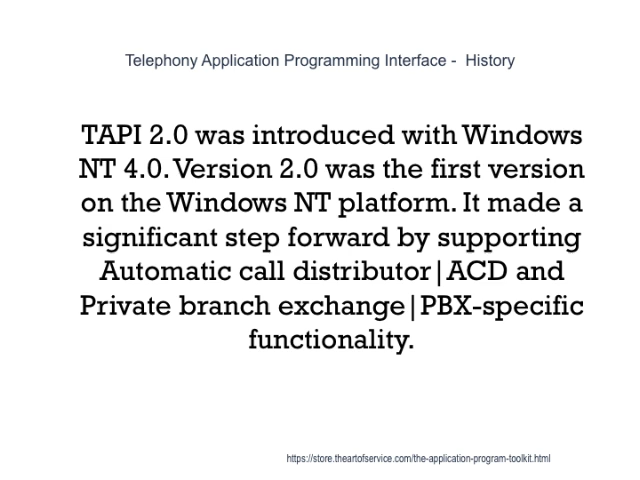 Telephony Application Programming Interface - History
TAPI 2.0 was introduced with Windows
NT 4.0. Version 2.0 was the first version
on the Windows NT platform. It made a
significant step forward by supporting
Automatic call distributor|ACD and
Private branch exchange|PBX-specific
functionality.
https://store.theartofservice.com/the-application-program-toolkit.html